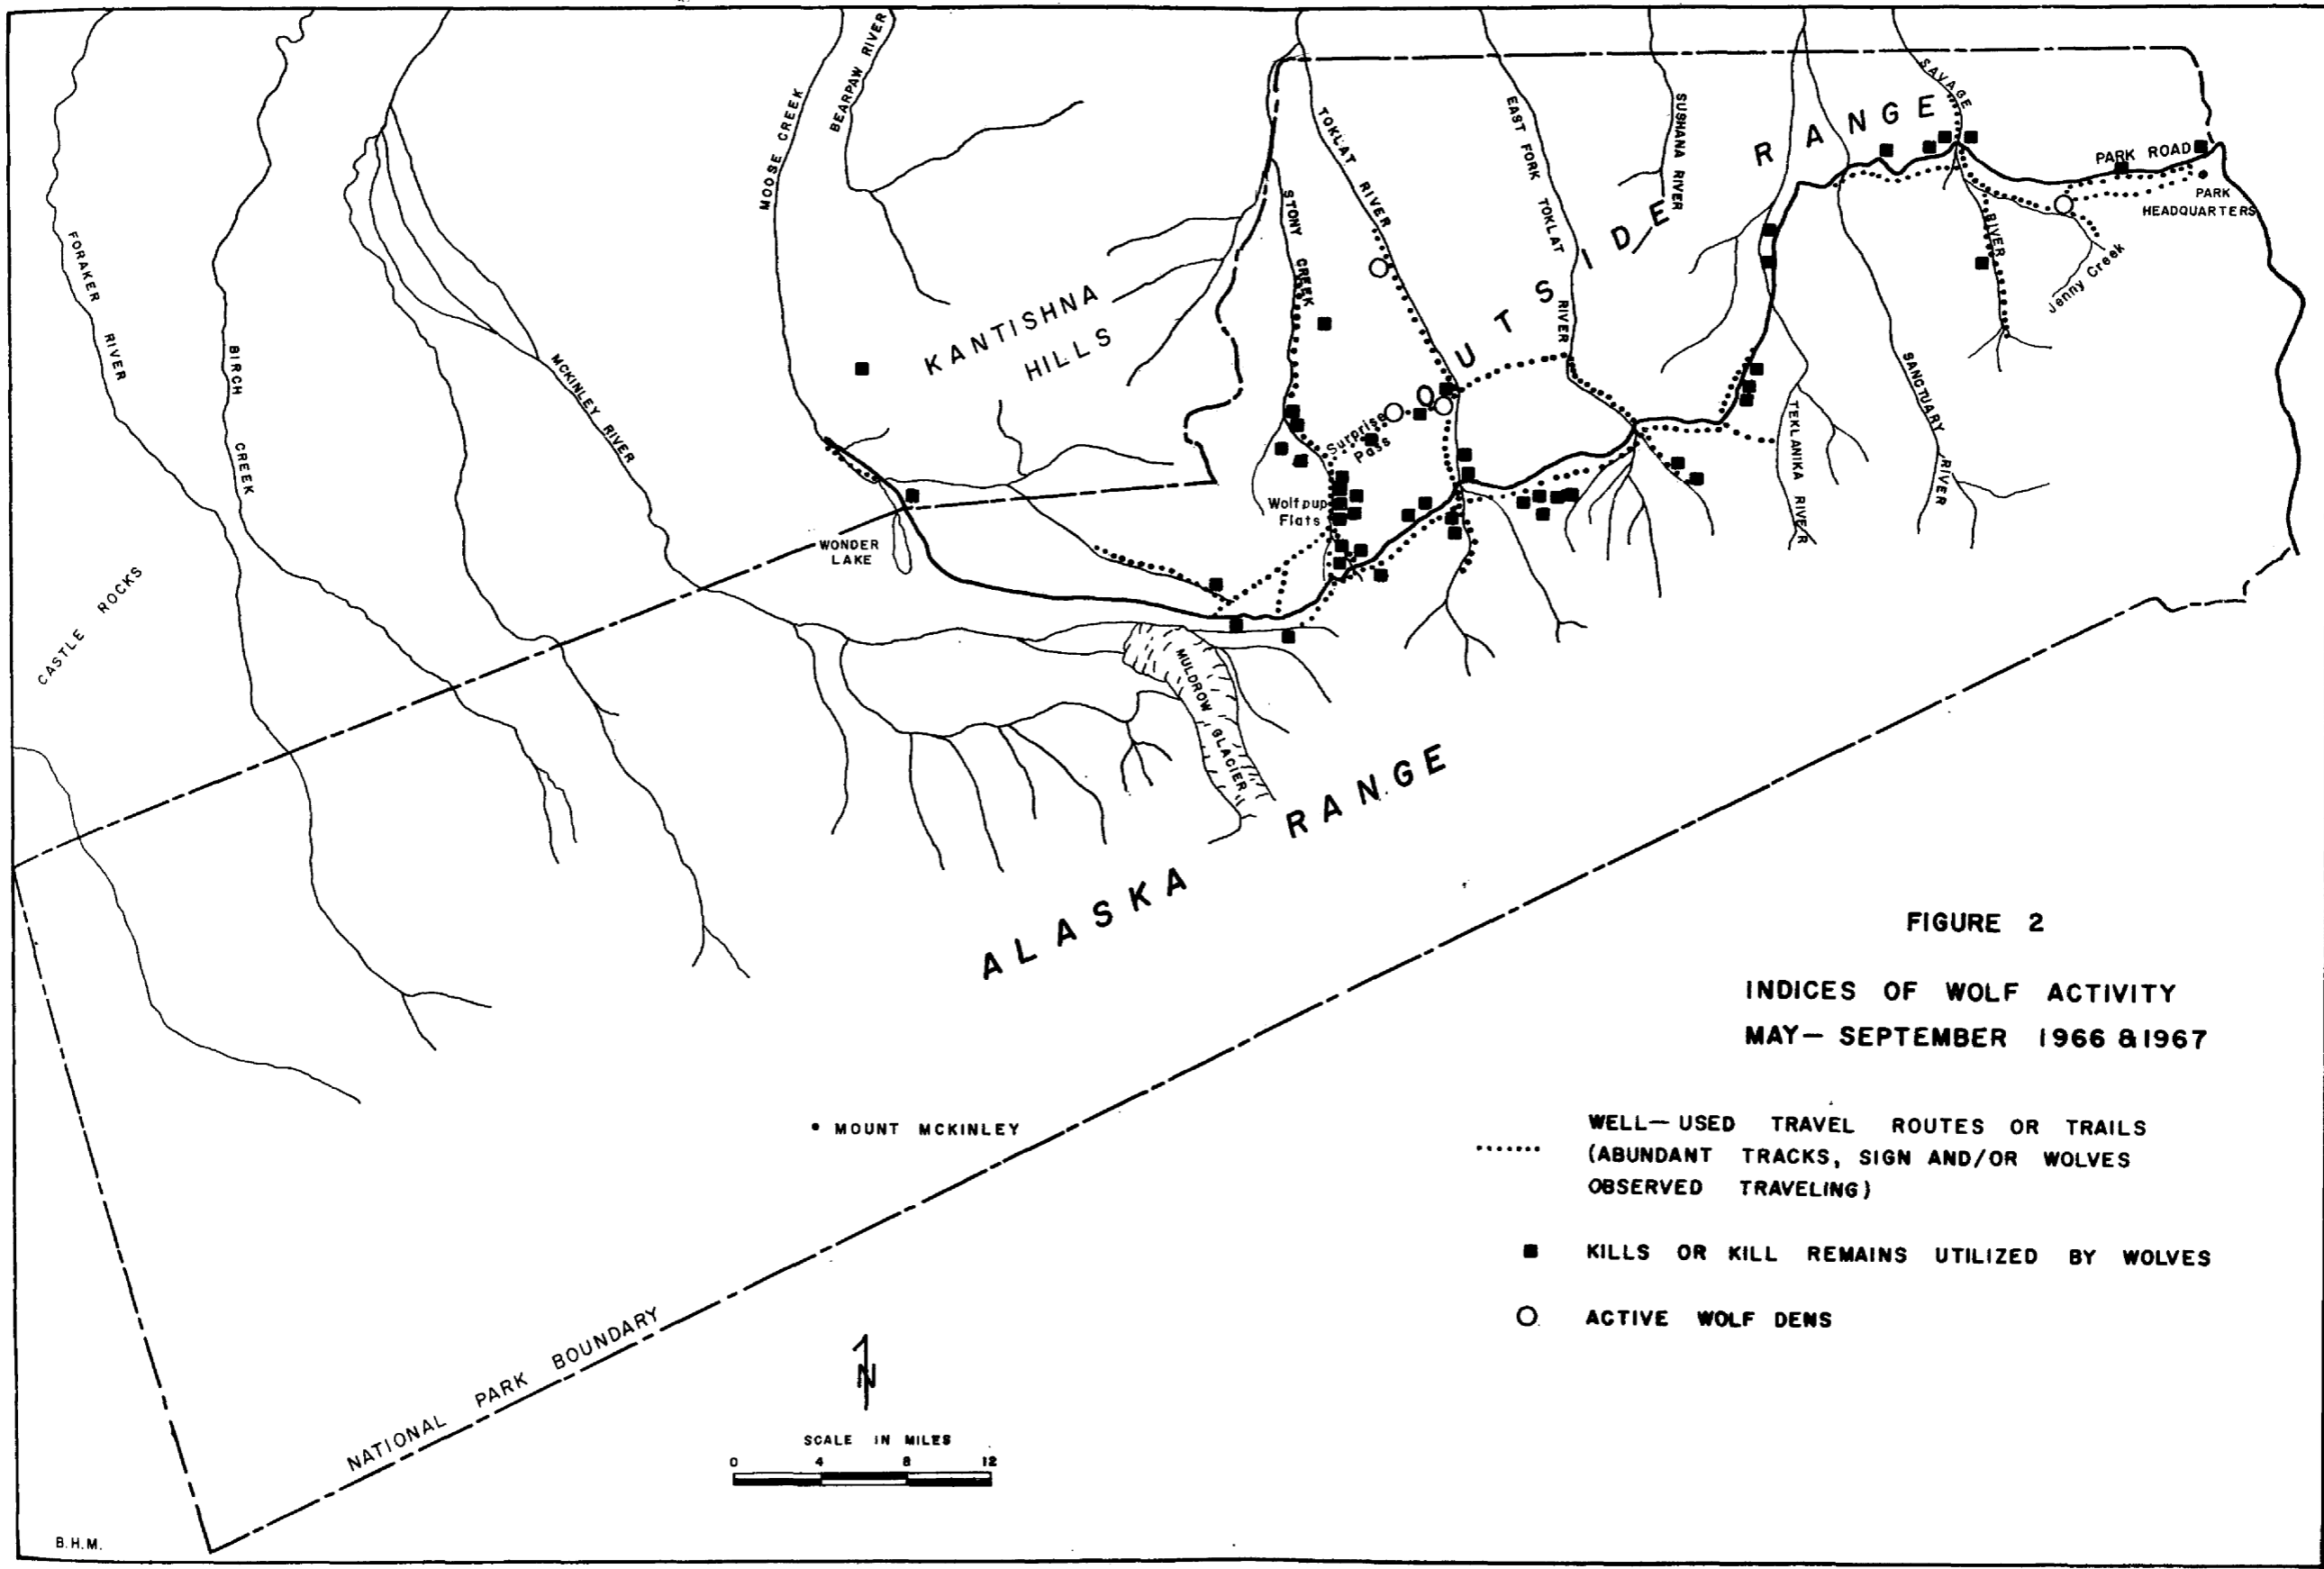 MOOSE CREEK
BEARPAW RIVER
TOKLAT RIVER
EAST FORK TOKLAT RIVER
SUSHANA RIVER
SAVAGE RIVER
OUTSIDE RANGE
PARK ROAD
PARK
HEADQUARTERS
Jenny Creek
STONY CREEK
FORAKER RIVER
BIRCH CREEK
MCKINLEY RIVER
KANTISHNA
HILLS
Surprise
Pass
TEKLANIKA RIVER
SANCTUARY RIVER
Wolfpup
Flats
WONDER
LAKE
CASTLE ROCKS
MULDROW GLACIER
ALASKA RANGE
MOUNT MCKINLEY
NATIONAL PARK BOUNDARY
N
SCALE IN MILES
0 4 8 12
B.H.M.
FIGURE 2
INDICES OF WOLF ACTIVITY
MAY— SEPTEMBER 1966 & 1967
WELL—USED TRAVEL ROUTES OR TRAILS
(ABUNDANT TRACKS, SIGN AND/OR WOLVES
OBSERVED TRAVELING)
KILLS OR KILL REMAINS UTILIZED BY WOLVES
ACTIVE WOLF DENS